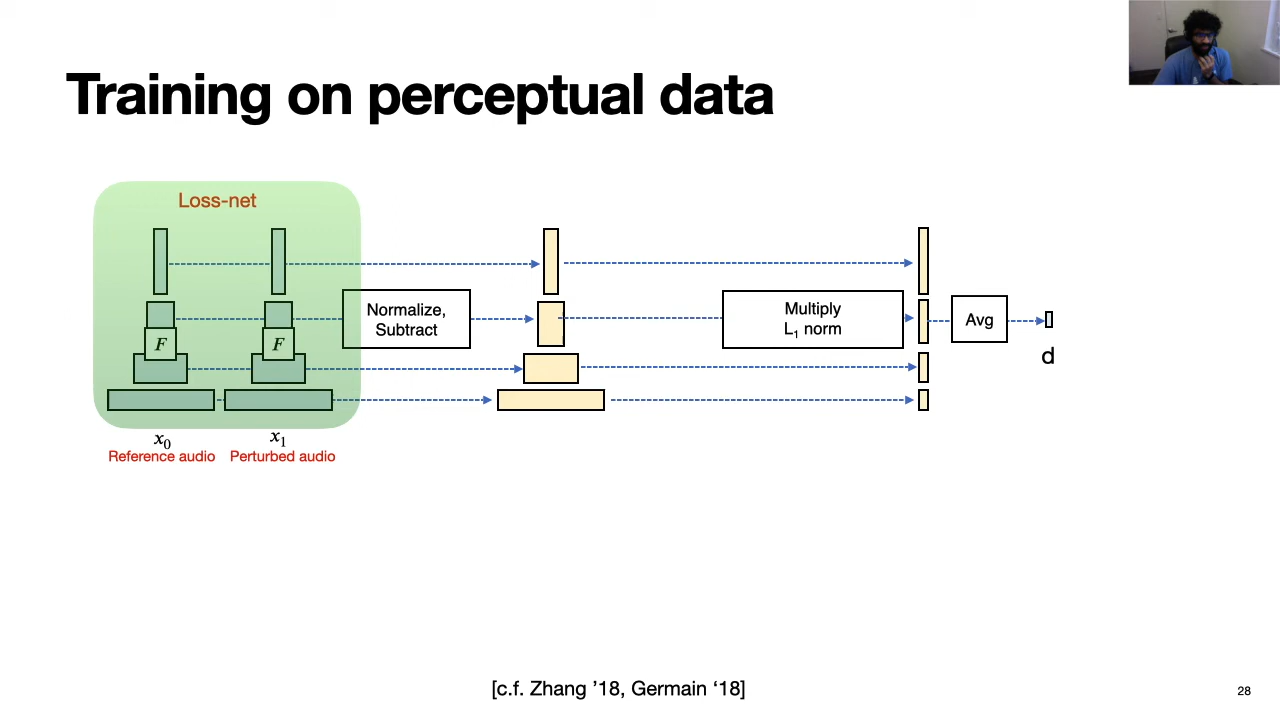 Training on perceptual data
Loss-net
F
F
Normalize,
Subtract
Multiply
L₁ norm
Avg
d
x₀
x₁
Reference audio
Perturbed audio
[c.f. Zhang ’18, Germain ‘18]
28